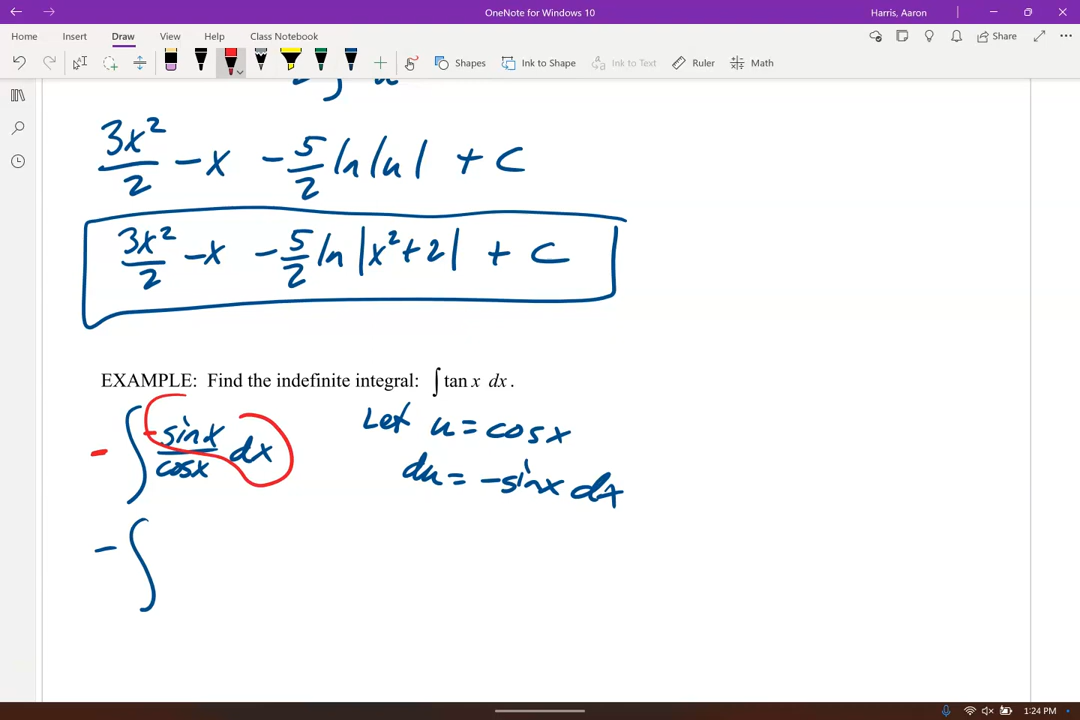 OneNote for Windows 10
Harris, Aaron
Home Insert Draw View Help Class Notebook
Share
Shapes Ink to Shape Ink to Text Ruler Math
3x²/2 - x - 5/2 ln|u| + C
3x²/2 - x - 5/2 ln|x²+2| + C
EXAMPLE: Find the indefinite integral: ∫ tan x dx.
- ∫ -sinx/cosx dx
Let u = cosx
du = -sinx dx
- ∫
1:24 PM